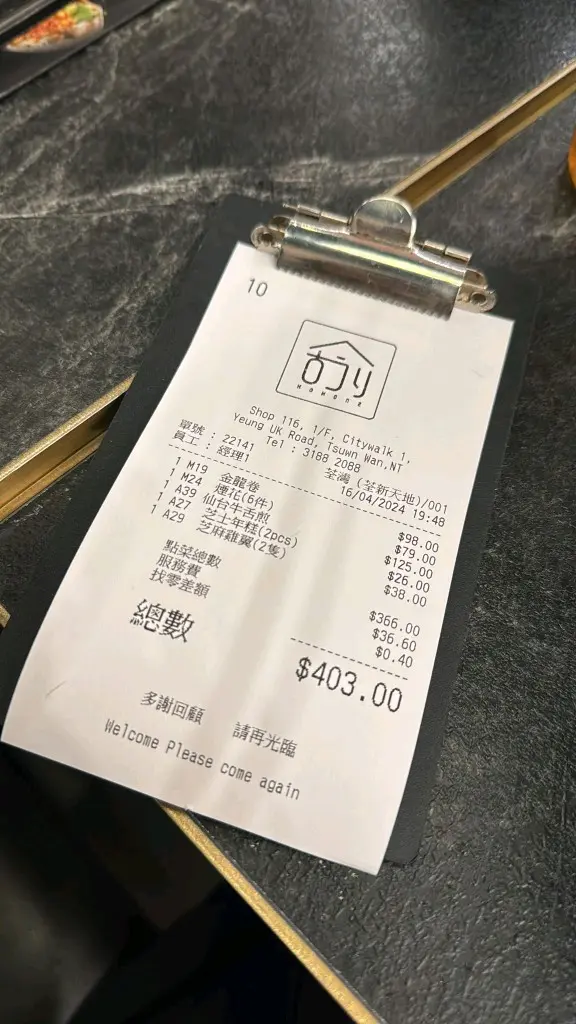 10
Shop 116, 1/F, Citywalk 1,
Yeung UK Road, Tsuwn Wan,NT
Tel : 3188 2088
單號 : 22141 荃灣 (荃新天地)/001
員工 : 經理1 16/04/2024 19:48
1 M19 金龍卷 $98.00
1 M24 煙花(6件) $79.00
1 A39 仙台牛舌煎 $125.00
1 A27 芝士年糕(2pcs) $26.00
1 A29 芝麻雞翼(2隻) $38.00
點菜總數 $366.00
服務費 $36.60
找零差額 $0.40
總數 $403.00
多謝回顧 請再光臨
Welcome Please come again